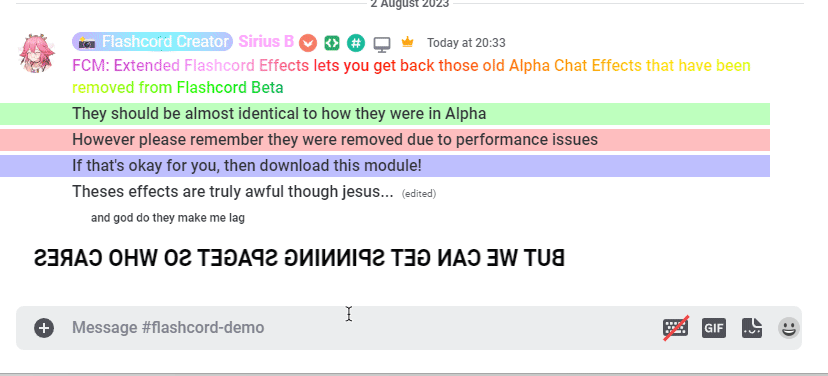 2 August 2023
Flashcord Creator Sirius B Today at 20:33
FCM: Extended Flashcord Effects lets you get back those old Alpha Chat Effects that have been
removed from Flashcord Beta
They should be almost identical to how they were in Alpha
However please remember they were removed due to performance issues
If that's okay for you, then download this module!
Theses effects are truly awful though jesus... (edited)
and god do they make me lag
BUT WE CAN GET SPINNING SPAGET SO WHO CARES
Message #flashcord-demo
GIF